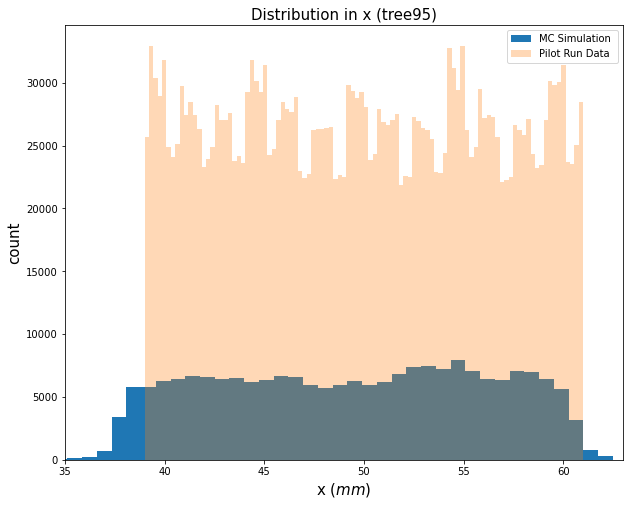 Distribution in x (tree95)
MC Simulation
Pilot Run Data
count
30000
25000
20000
15000
10000
5000
0
35
40
45
50
55
60
x (mm)